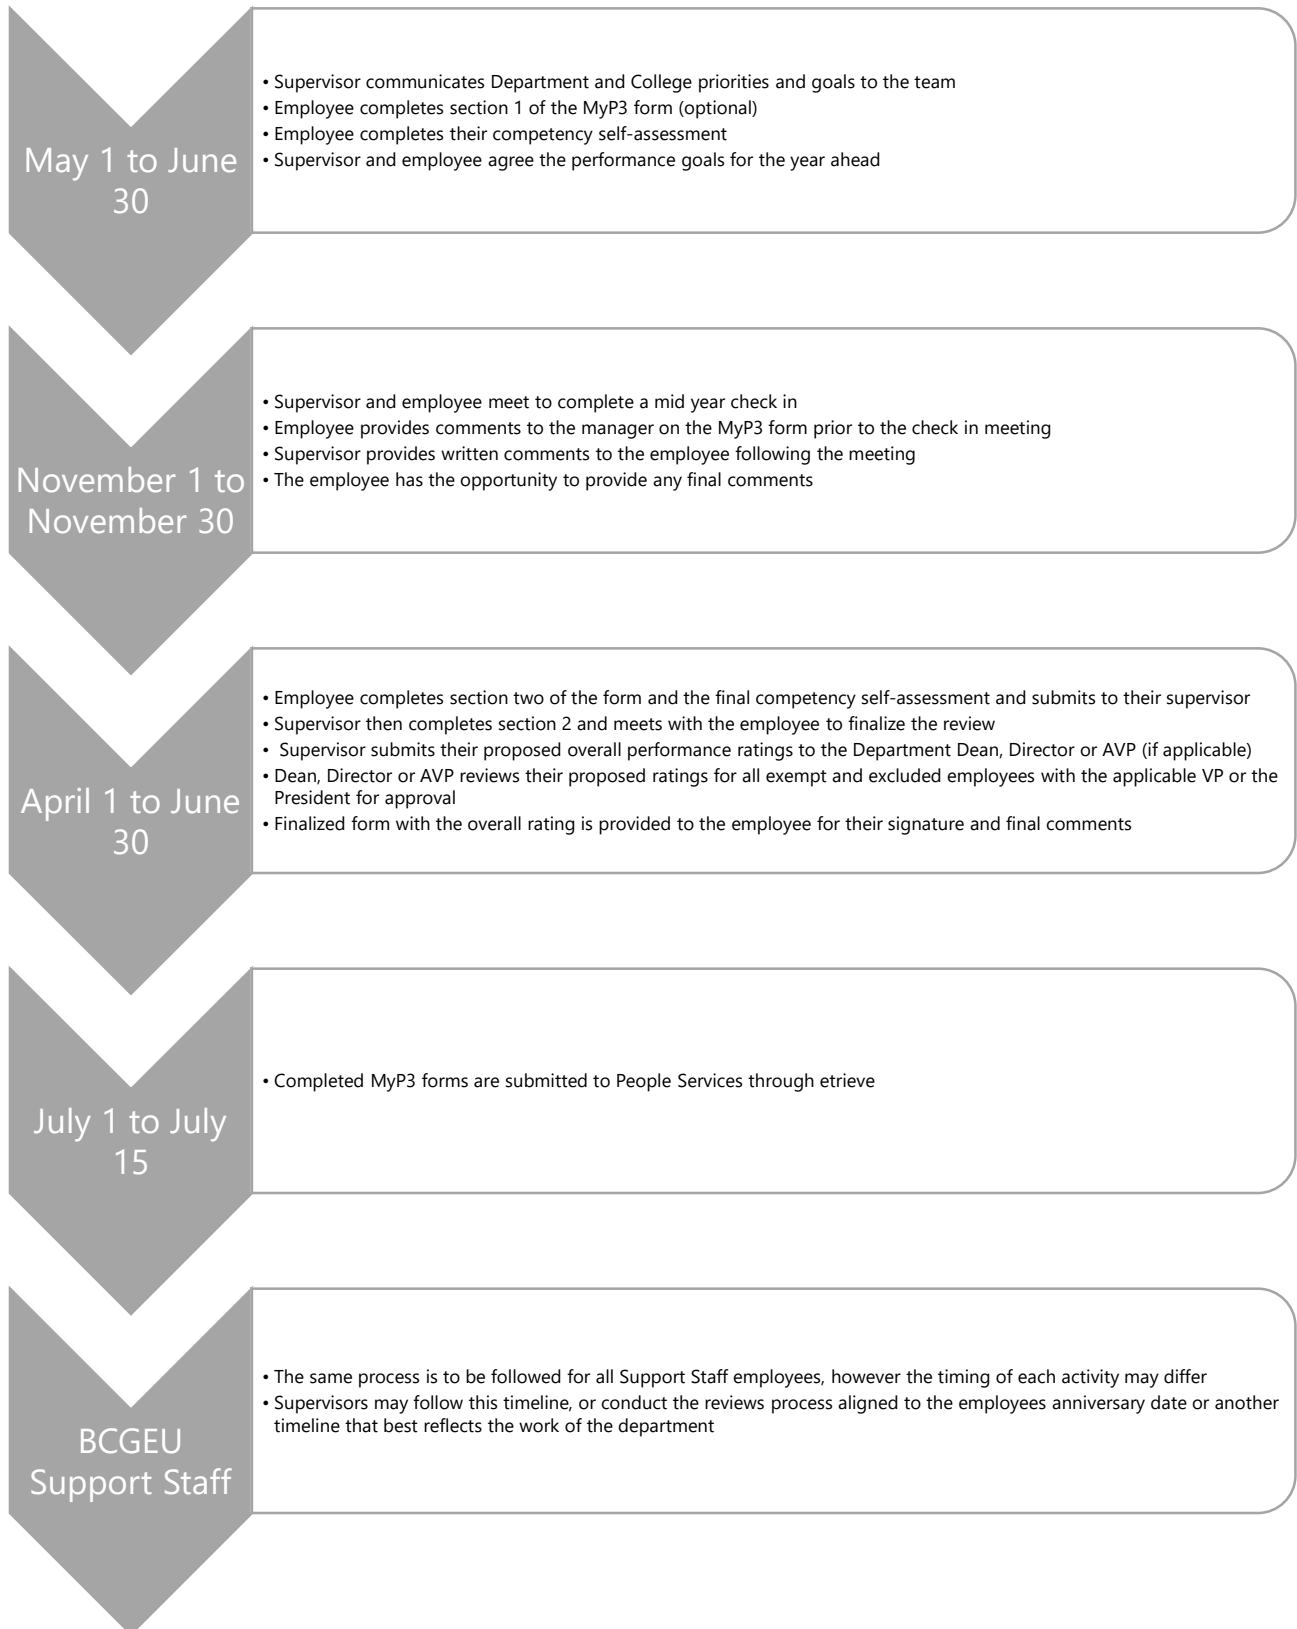 May 1 to June
30
• Supervisor communicates Department and College priorities and goals to the team
• Employee completes section 1 of the MyP3 form (optional)
• Employee completes their competency self-assessment
• Supervisor and employee agree the performance goals for the year ahead
November 1 to
November 30
• Supervisor and employee meet to complete a mid year check in
• Employee provides comments to the manager on the MyP3 form prior to the check in meeting
• Supervisor provides written comments to the employee following the meeting
• The employee has the opportunity to provide any final comments
April 1 to June
30
• Employee completes section two of the form and the final competency self-assessment and submits to their supervisor
• Supervisor then completes section 2 and meets with the employee to finalize the review
• Supervisor submits their proposed overall performance ratings to the Department Dean, Director or AVP (if applicable)
• Dean, Director or AVP reviews their proposed ratings for all exempt and excluded employees with the applicable VP or the
President for approval
• Finalized form with the overall rating is provided to the employee for their signature and final comments
July 1 to July
15
• Completed MyP3 forms are submitted to People Services through etrieve
BCGEU
Support Staff
• The same process is to be followed for all Support Staff employees, however the timing of each activity may differ
• Supervisors may follow this timeline, or conduct the reviews process aligned to the employees anniversary date or another
timeline that best reflects the work of the department